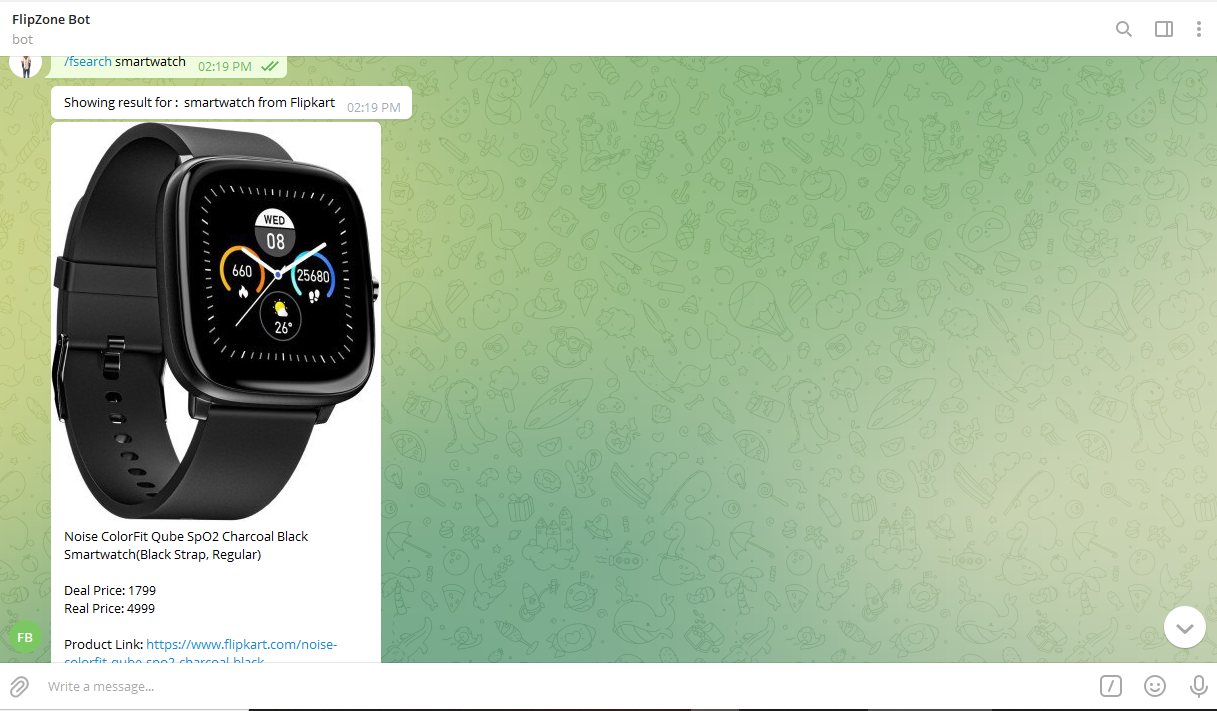 FlipZone Bot
bot
/fsearch smartwatch 02:19 PM
Showing result for : smartwatch from Flipkart 02:19 PM
WED
08
660
25680
26°
Noise ColorFit Qube SpO2 Charcoal Black
Smartwatch(Black Strap, Regular)
Deal Price: 1799
Real Price: 4999
FB
Product Link: https://www.flipkart.com/noise-
colorfit-qube-spo2-charcoal-black
Write a message...